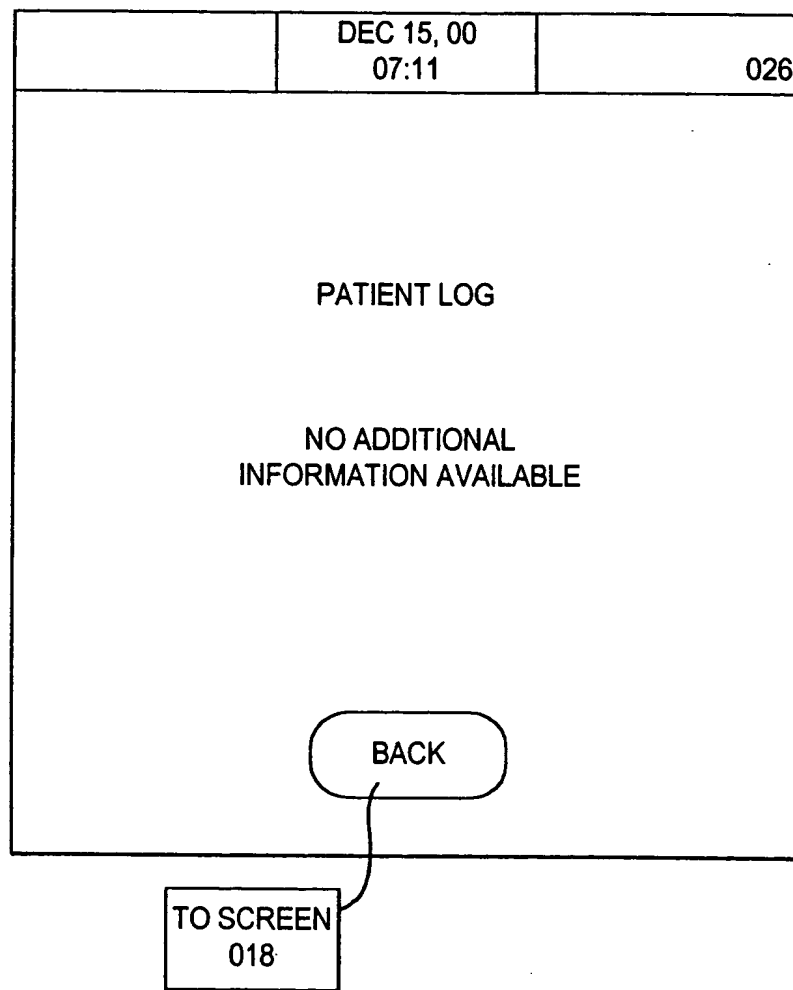 DEC 15, 00
07:11
026
PATIENT LOG
NO ADDITIONAL
INFORMATION AVAILABLE
BACK
TO SCREEN
018